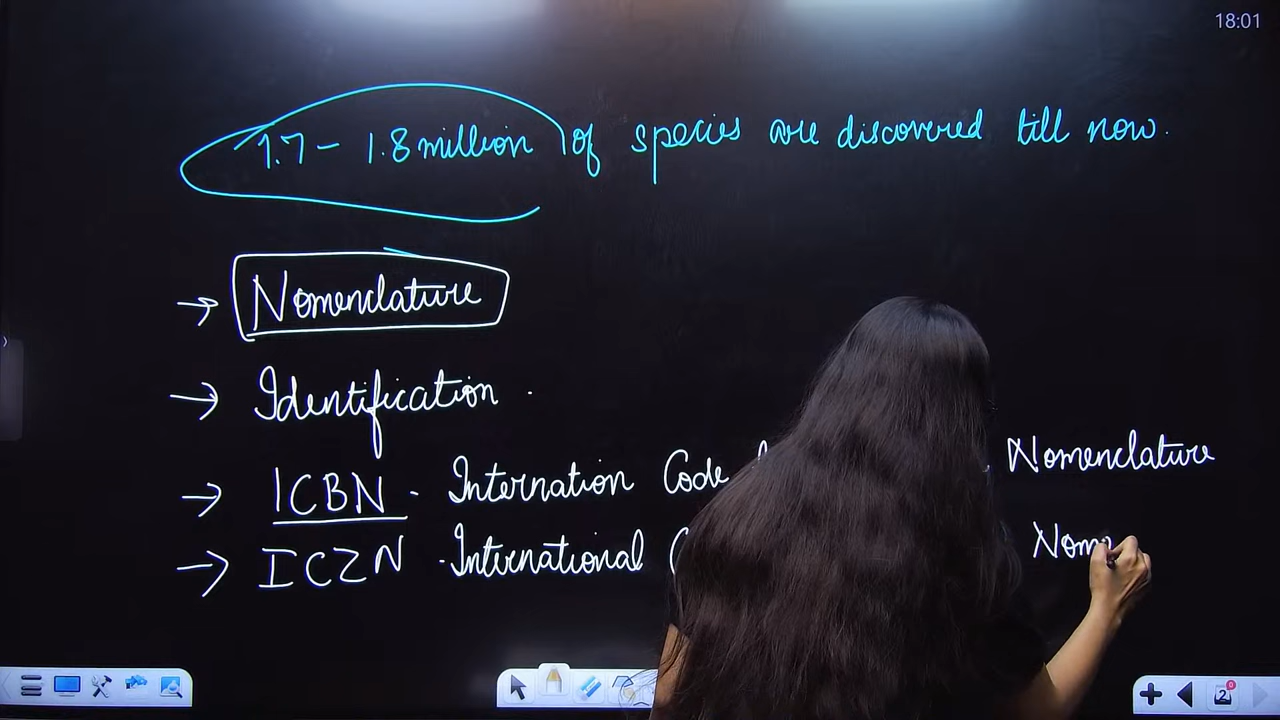 18:01
1.7 - 1.8 million of species are discovered till now.
→ Nomenclature
→ Identification .
→ ICBN - Internation Code Nomenclature
→ ICZN - International Nom
2